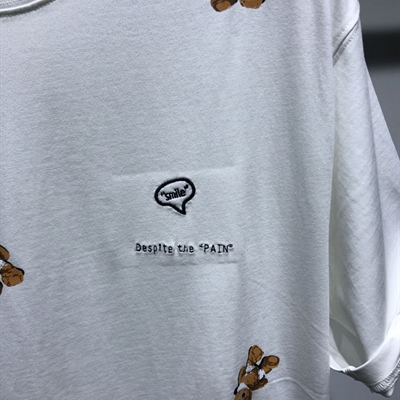 "smile"
Despite the "PAIN"